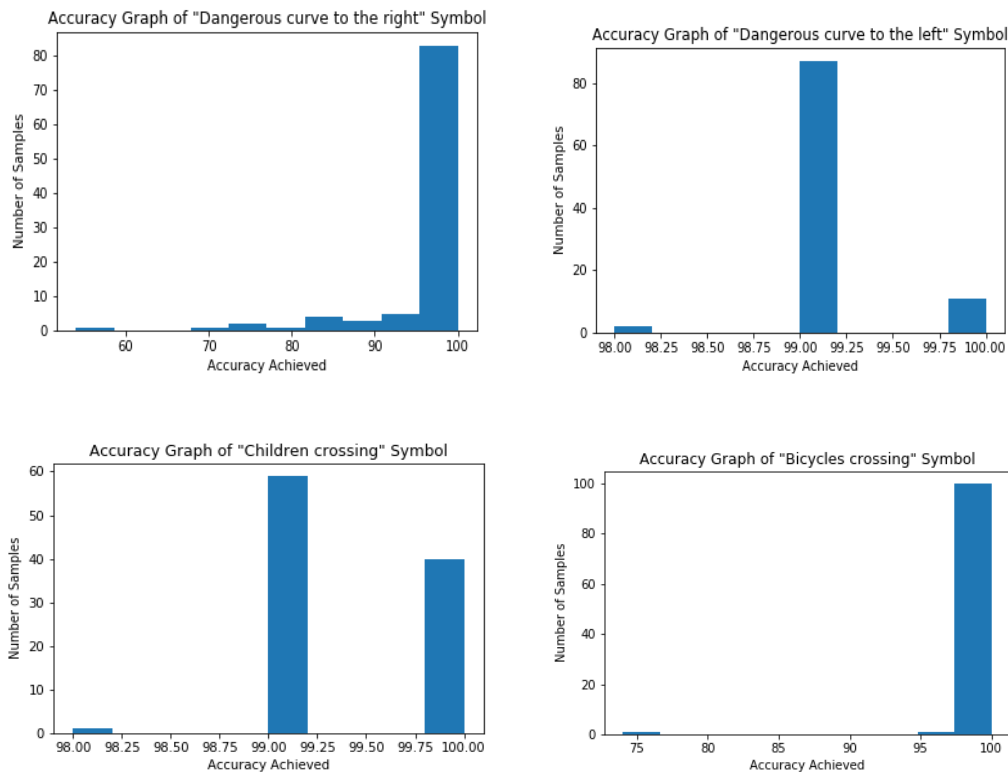 Accuracy Graph of "Dangerous curve to the right" Symbol
80
70
60
50
40
30
20
10
0
Number of Samples
60 70 80 90 100
Accuracy Achieved
Accuracy Graph of "Dangerous curve to the left" Symbol
80
60
40
20
0
Number of Samples
98.00 98.25 98.50 98.75 99.00 99.25 99.50 99.75 100.00
Accuracy Achieved
Accuracy Graph of "Children crossing" Symbol
60
50
40
30
20
10
0
Number of Samples
98.00 98.25 98.50 98.75 99.00 99.25 99.50 99.75 100.00
Accuracy Achieved
Accuracy Graph of "Bicycles crossing" Symbol
100
80
60
40
20
0
Number of Samples
75 80 85 90 95 100
Accuracy Achieved